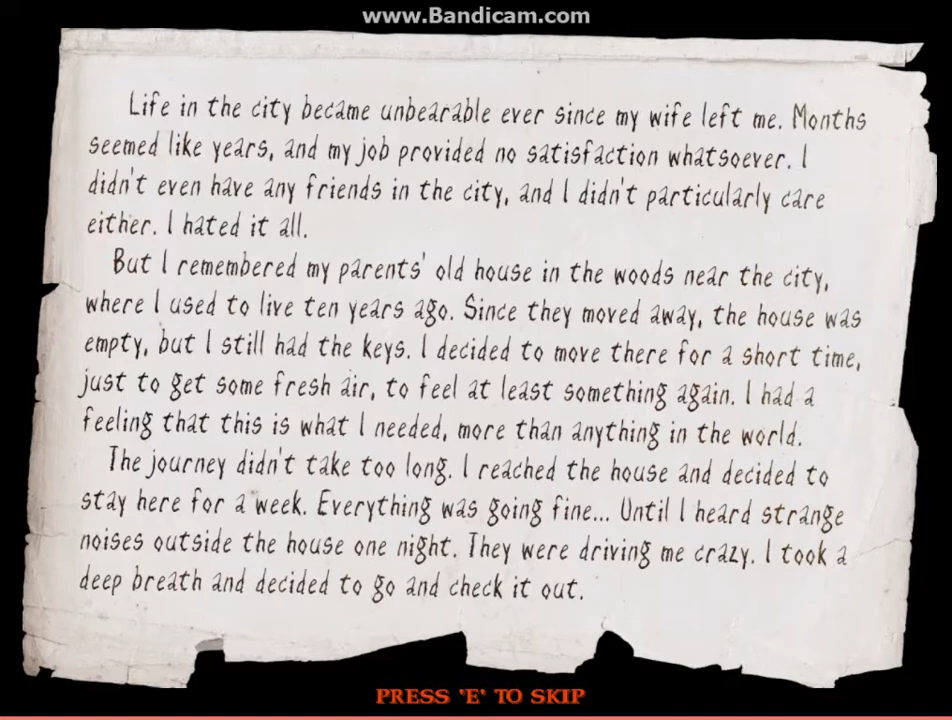 www.Bandicam.com
Life in the city became unbearable ever since my wife left me. Months
seemed like years, and my job provided no satisfaction whatsoever. I
didn't even have any friends in the city, and I didn't particularly care
either. I hated it all.
But I remembered my parents' old house in the woods near the city,
where I used to live ten years ago. Since they moved away, the house was
empty, but I still had the keys. I decided to move there for a short time,
just to get some fresh air, to feel at least something again. I had a
feeling that this is what I needed, more than anything in the world.
The journey didn't take too long. I reached the house and decided to
stay here for a week. Everything was going fine... Until I heard strange
noises outside the house one night. They were driving me crazy. I took a
deep breath and decided to go and check it out.
PRESS 'E' TO SKIP